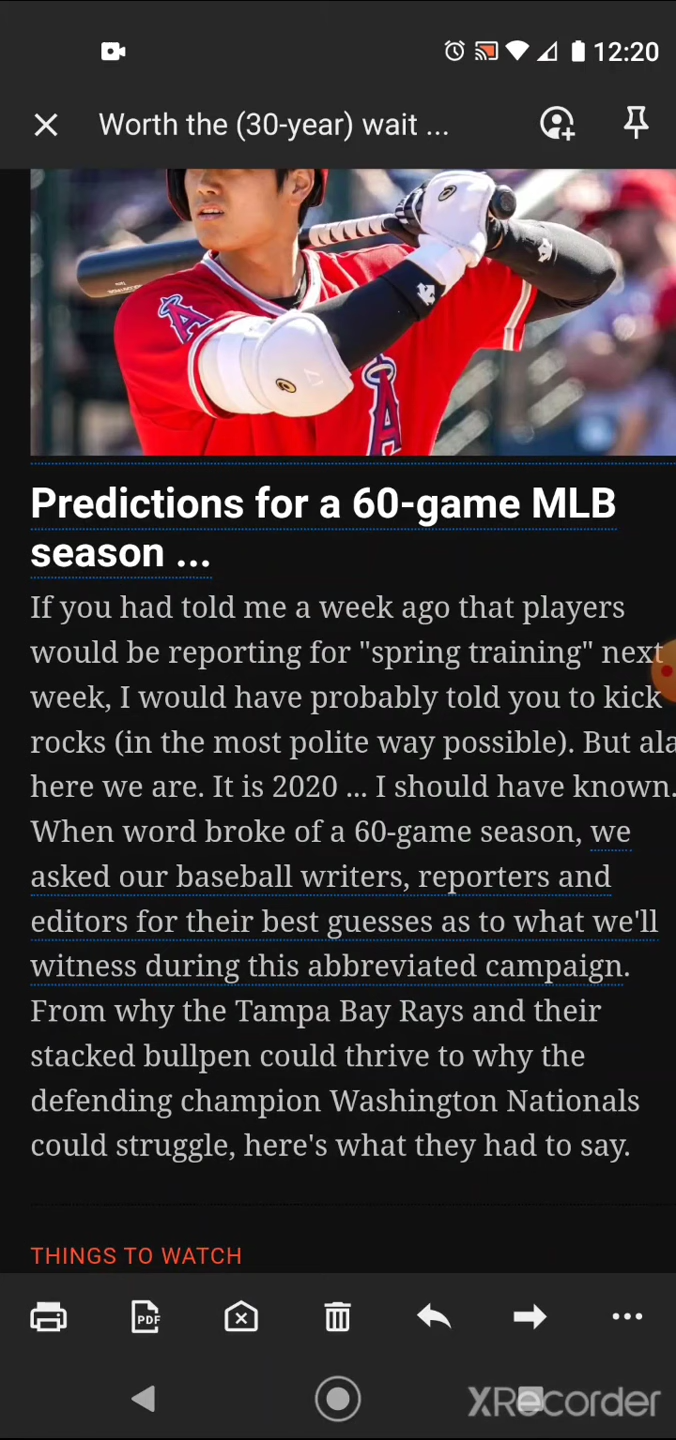 12:20
Worth the (30-year) wait ...
A
A
Predictions for a 60-game MLB
season ...
If you had told me a week ago that players
would be reporting for "spring training" next
week, I would have probably told you to kick
rocks (in the most polite way possible). But ala
here we are. It is 2020 ... I should have known.
When word broke of a 60-game season, we
asked our baseball writers, reporters and
editors for their best guesses as to what we'll
witness during this abbreviated campaign.
From why the Tampa Bay Rays and their
stacked bullpen could thrive to why the
defending champion Washington Nationals
could struggle, here's what they had to say.
THINGS TO WATCH
PDF
XRecorder